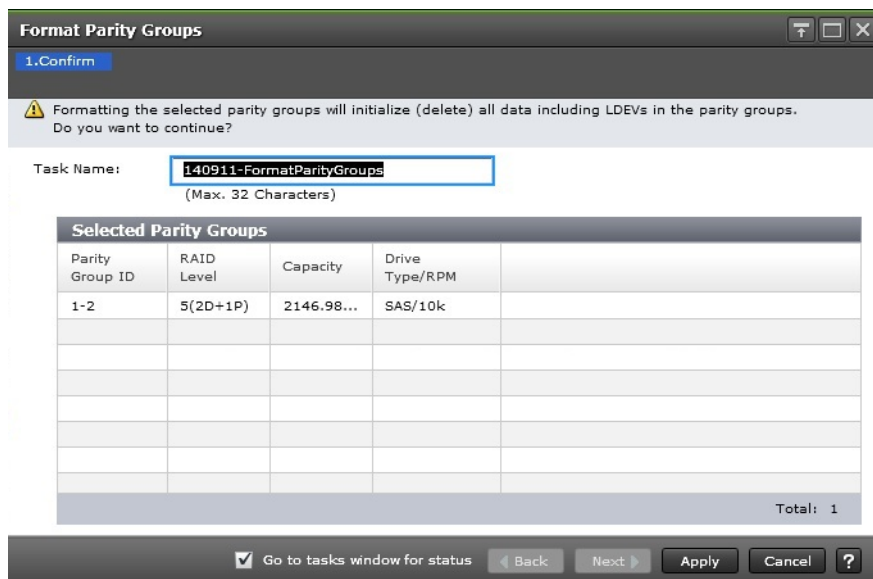 Format Parity Groups
1.Confirm
Formatting the selected parity groups will initialize (delete) all data including LDEVs in the parity groups.
Do you want to continue?
Task Name:
140911-FormatParityGroups
(Max. 32 Characters)
Selected Parity Groups
Parity Group ID RAID Level Capacity Drive Type/RPM
1-2 5(2D+1P) 2146.98... SAS/10k
Total: 1
Go to tasks window for status Back Next Apply Cancel ?